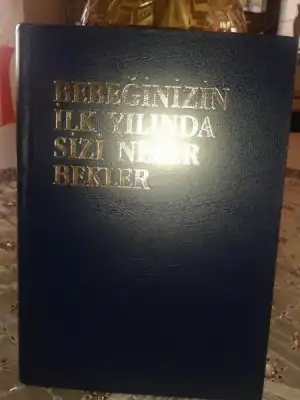 BEBEĞİNİZİN
İLK YILINDA
SİZİ NELER
BEKLER